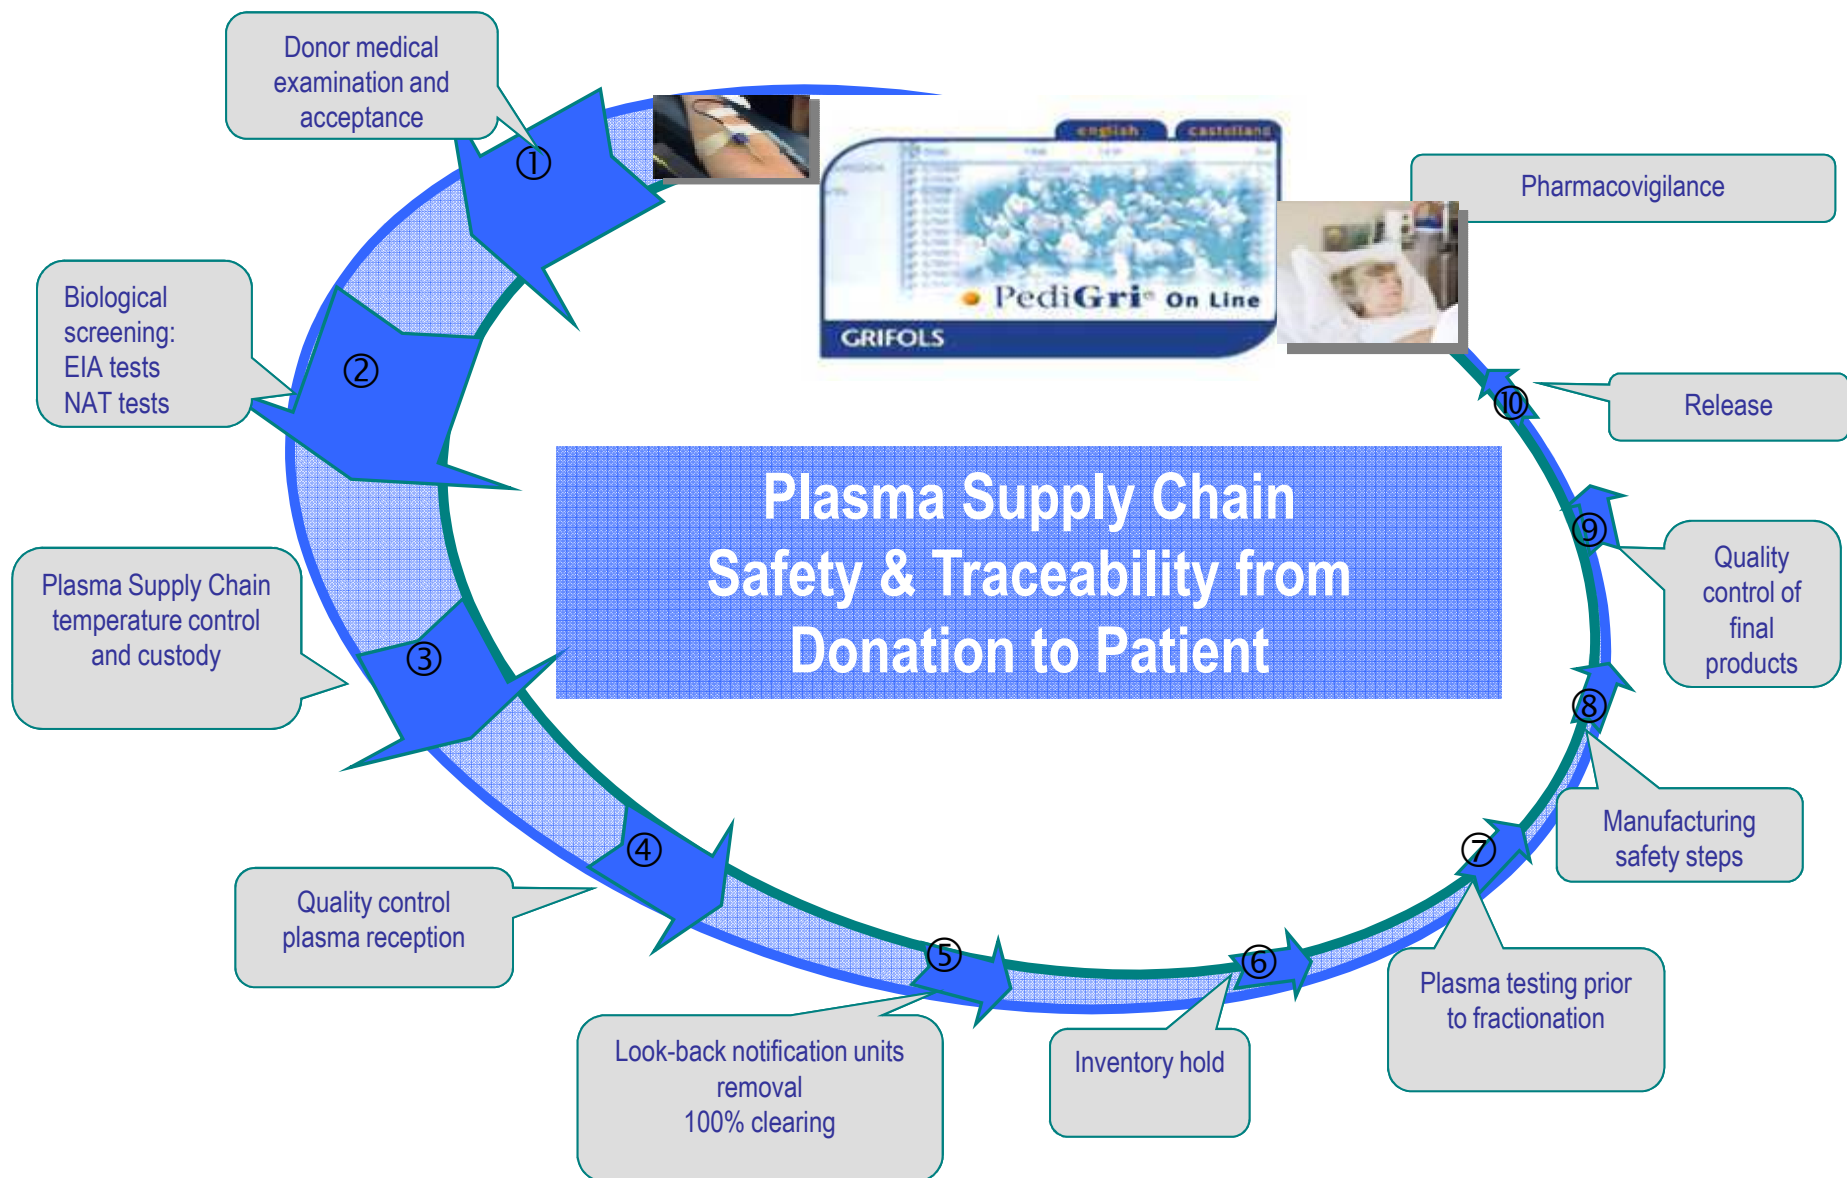 Donor medical
examination and
acceptance
①
english
castellano
PediGri® On Line
GRIFOLS
Pharmacovigilance
Biological
screening:
EIA tests
NAT tests
②
⑩
Release
Plasma Supply Chain
Safety & Traceability from
Donation to Patient
⑨
Quality
control of
final
products
Plasma Supply Chain
temperature control
and custody
③
⑧
Manufacturing
safety steps
④
Quality control
plasma reception
⑦
Plasma testing prior
to fractionation
⑤
Look-back notification units
removal
100% clearing
⑥
Inventory hold